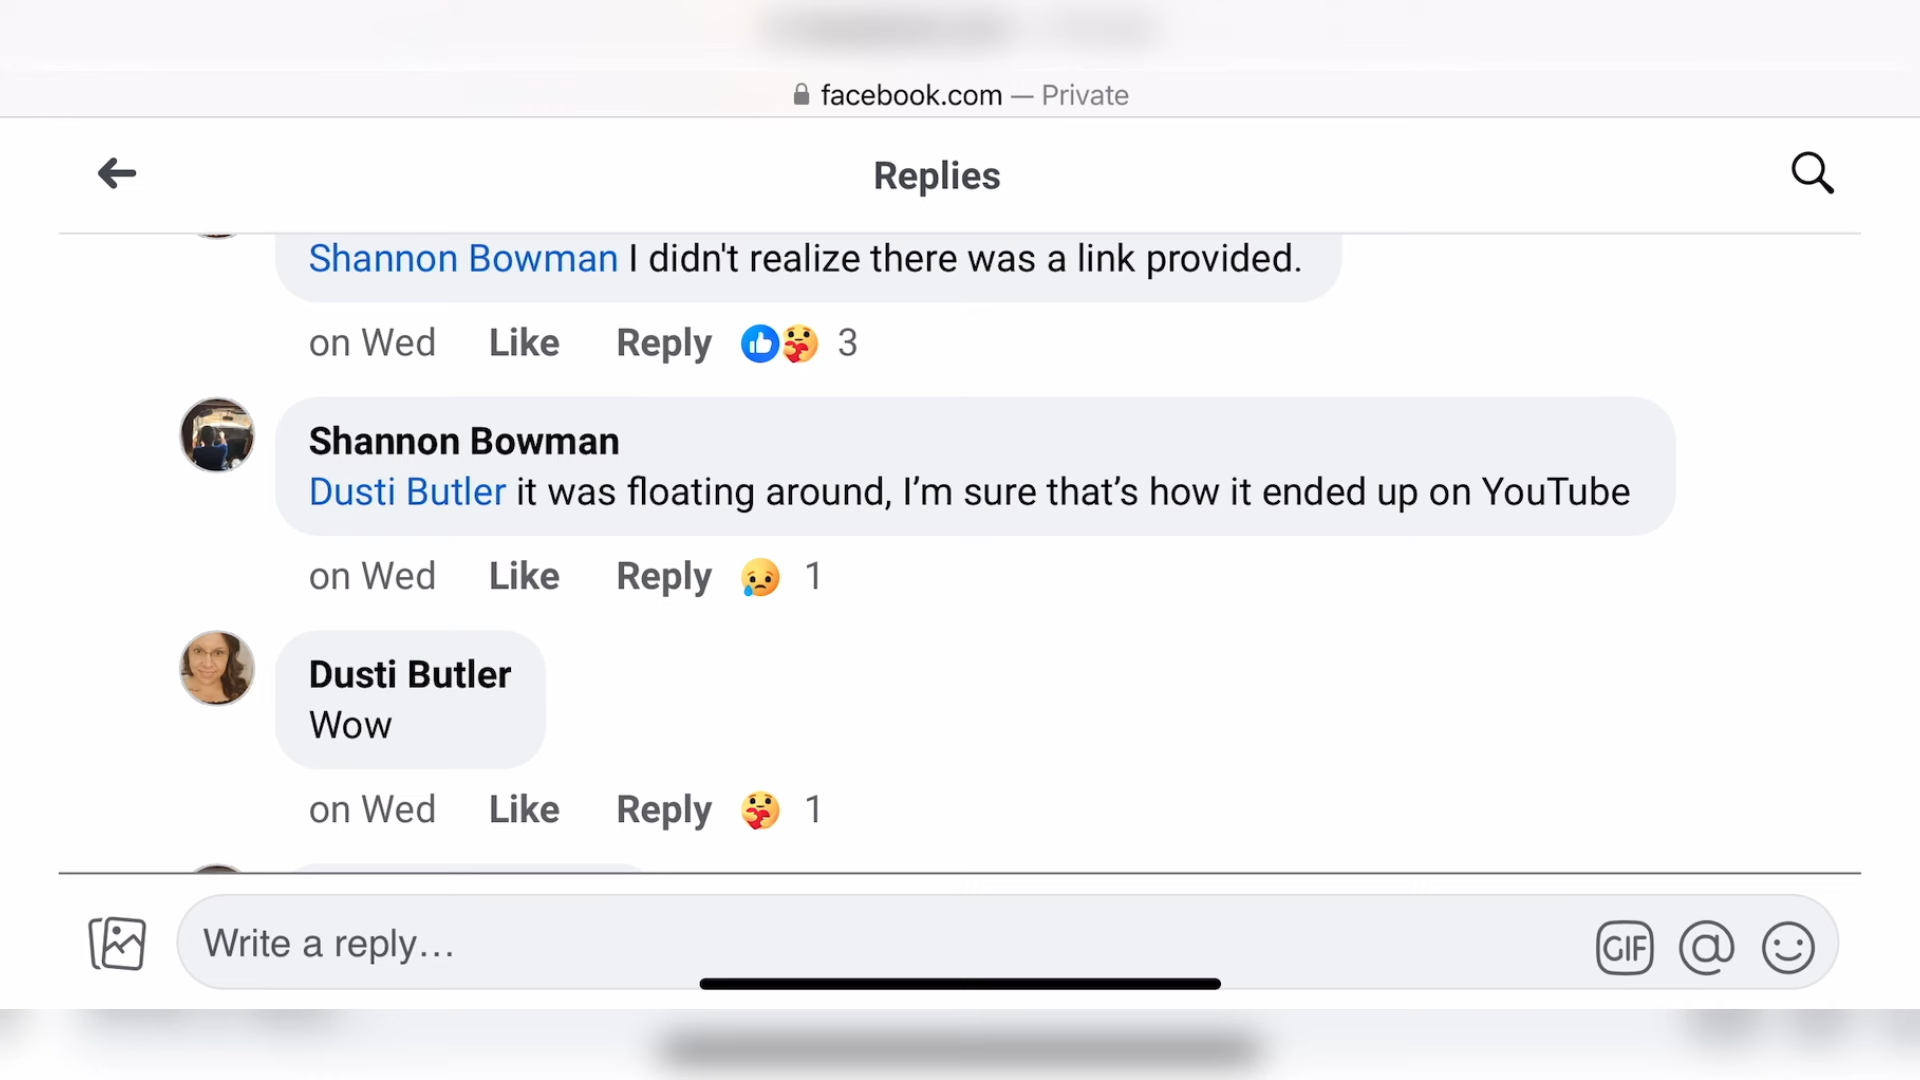 facebook.com — Private
Replies
Shannon Bowman I didn't realize there was a link provided.
on Wed Like Reply 3
Shannon Bowman
Dusti Butler it was floating around, I’m sure that’s how it ended up on YouTube
on Wed Like Reply 1
Dusti Butler
Wow
on Wed Like Reply 1
Write a reply...
GIF @